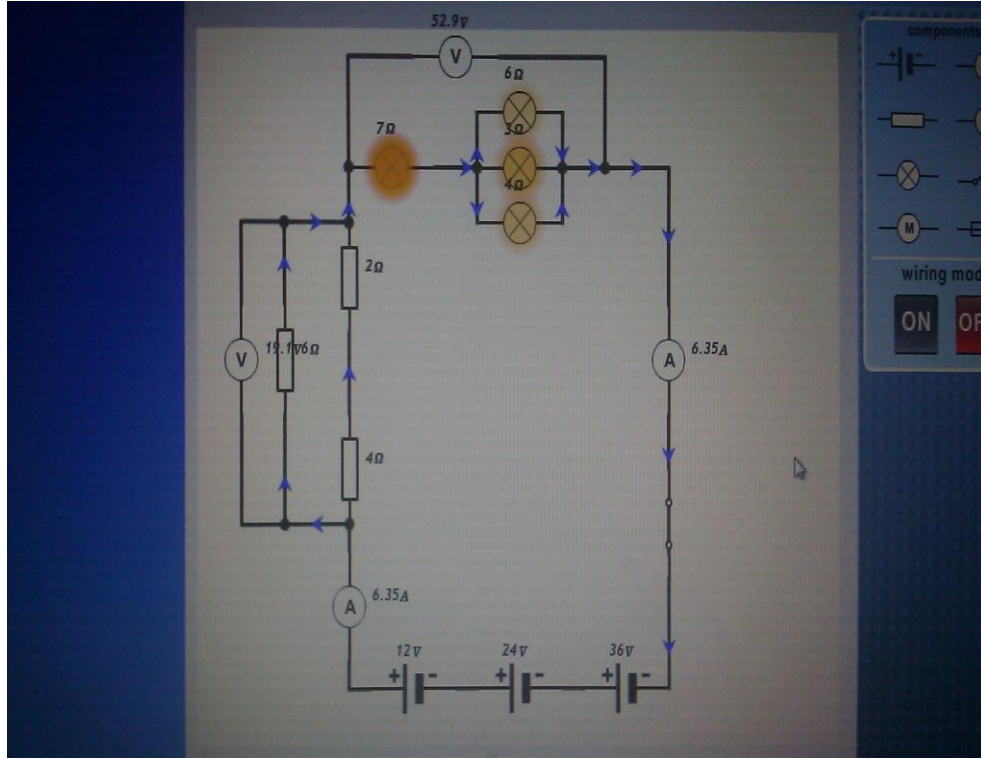 52.9V
V
components
6Ω
7Ω
3Ω
4Ω
M
2Ω
wiring mod
ON
OF
V
19.1V
6Ω
A
6.35A
4Ω
A
6.35A
12V
24V
36V
+ -
+ -
+ -
+ -